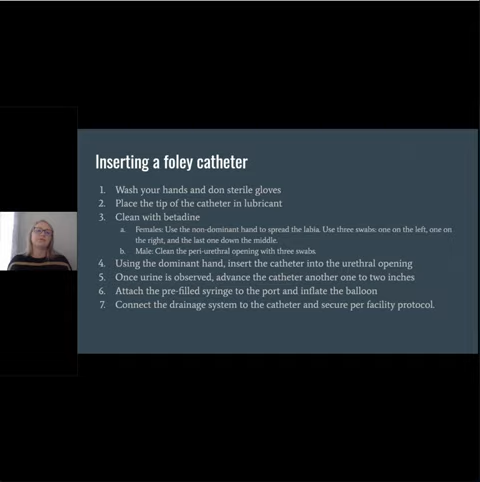 Inserting a foley catheter
1. Wash your hands and don sterile gloves
2. Place the tip of the catheter in lubricant
3. Clean with betadine
a. Females: Use the non-dominant hand to spread the labia. Use three swabs: one on the left, one on
the right, and the last one down the middle.
b. Male: Clean the peri-urethral opening with three swabs.
4. Using the dominant hand, insert the catheter into the urethral opening
5. Once urine is observed, advance the catheter another one to two inches
6. Attach the pre-filled syringe to the port and inflate the balloon
7. Connect the drainage system to the catheter and secure per facility protocol.